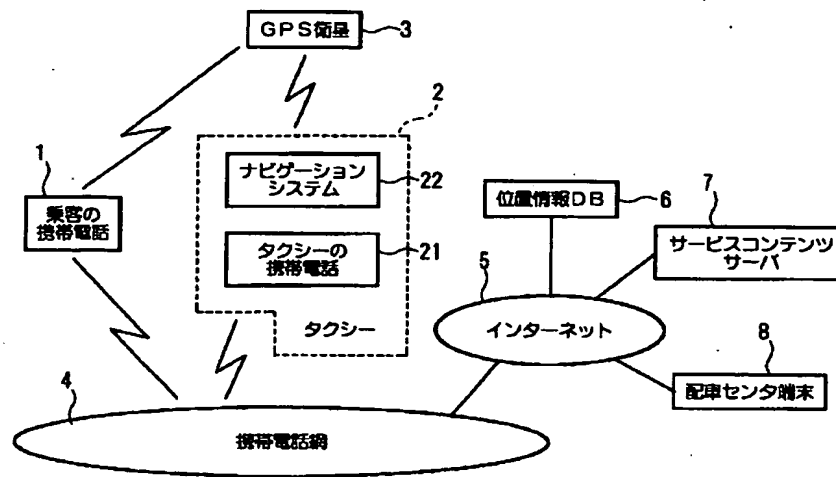 GPS衛星
3
2
1
乗客の
携帯電話
ナビゲーション
システム
22
タクシーの
携帯電話
21
タクシー
位置情報DB
6
7
サービスコンテンツ
サーバ
5
インターネット
8
配車センタ端末
4
携帯電話網